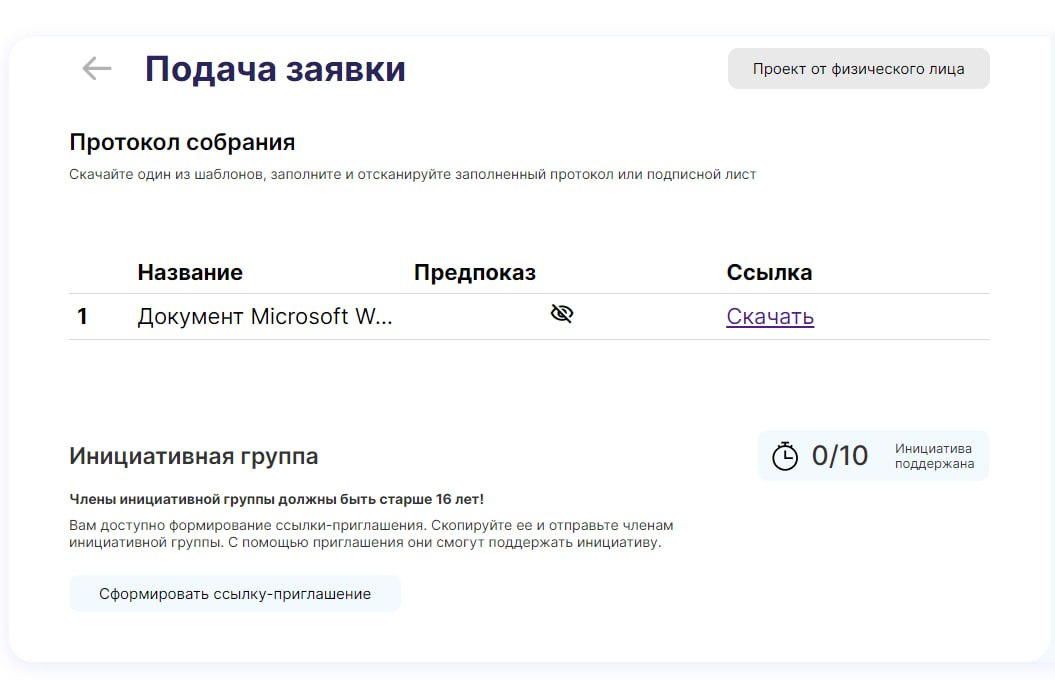 Подача заявки
Проект от физического лица
Протокол собрания
Скачайте один из шаблонов, заполните и отсканируйте заполненный протокол или подписной лист
Название Предпоказ Ссылка
1 Документ Microsoft W... Скачать
Инициативная группа
0/10
Инициатива
поддержана
Члены инициативной группы должны быть старше 16 лет!
Вам доступно формирование ссылки-приглашения. Скопируйте ее и отправьте членам
инициативной группы. С помощью приглашения они смогут поддержать инициативу.
Сформировать ссылку-приглашение